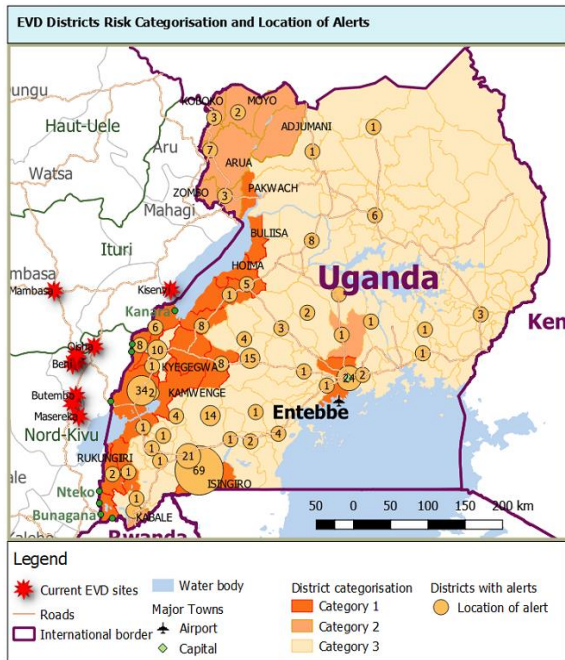 EVD Districts Risk Categorisation and Location of Alerts
KOBOKO
MOYO
2
3
ADJUMANI
1
Haut-Uele
Aru
7
1
ARUA
Watsa
ZOMBO
3
PAKWACH
Mahagi
6
BULIISA
8
Ituri
HOIMA
Uganda
Mambasa
Kisenyi
5
1
Kanara
2
3
6
8
3
1
1
1
Oicha
8
10
4
15
1
Beni
1
KYEGEGWA
8
1
2
24
1
Butembo
34
2
KAMWENGE
Masereka
4
14
1
Entebbe
Nord-Kivu
1
1
4
RUKUNGIRI
1
21
1
2
1
2
1
69
Nteko
ISINGIRO
1
Bunagana
KABALE
50 0 50 100 150 200 km
Rwanda
Legend
Current EVD sites
Roads
International border
Water body
Major Towns
Airport
Capital
District categorisation
Category 1
Category 2
Category 3
Districts with alerts
Location of alert